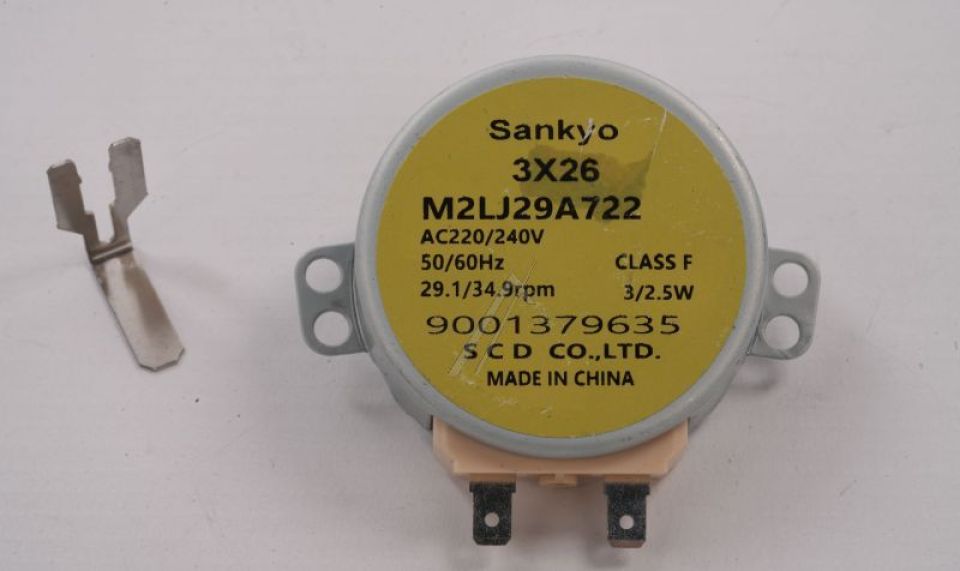 Sankyo
3X26
M2LJ29A722
AC220/240V
50/60Hz CLASS F
29.1/34.9rpm 3/2.5W
9001379635
S C D CO.,LTD.
MADE IN CHINA